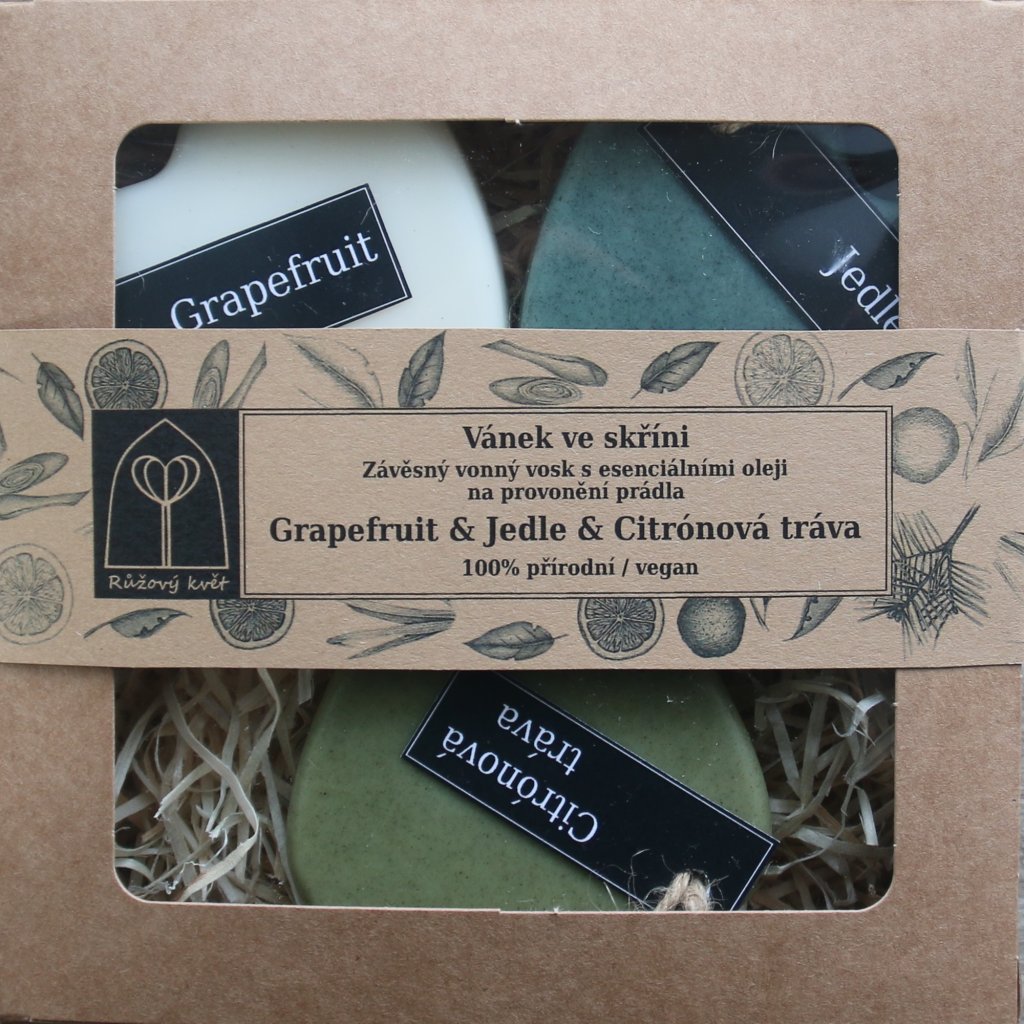 Grapefruit
Jedle
Vánek ve skříni
Závěsný vonný vosk s esenciálními oleji
na provonění prádla
Grapefruit & Jedle & Citrónová tráva
100% přírodní / vegan
Růžový květ
Citrónová
tráva